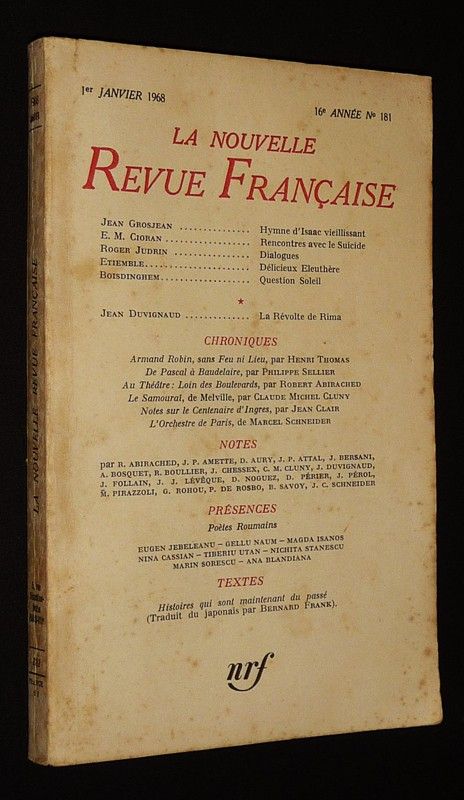 1er JANVIER 1968
16e ANNÉE No 181
LA NOUVELLE
REVUE FRANÇAISE
JEAN GROSJEAN .............. Hymne d'Isaac vieillissant
E. M. CIORAN ................ Rencontres avec le Suicide
ROGER JUDRIN .............. Dialogues
ETIEMBLE.................... Délicieux Eleuthère
BOISDINGHEM................. Question Soleil
★
JEAN DUVIGNAUD ............. La Révolte de Rima
CHRONIQUES
Armand Robin, sans Feu ni Lieu, par HENRI THOMAS
De Pascal à Baudelaire, par PHILIPPE SELLIER
Au Théâtre : Loin des Boulevards, par ROBERT ABIRACHED
Le Samouraï, de Melville, par CLAUDE MICHEL CLUNY
Notes sur le Centenaire d'Ingres, par JEAN CLAIR
L'Orchestre de Paris, de MARCEL SCHNEIDER
NOTES
par R. ABIRACHED, J. P. AMETTE, D. AURY, J. P. ATTAL, J. BERSANI,
A. BOSQUET, R. BOULLIER, J. CHESSEX, C. M. CLUNY, J. DUVIGNAUD,
J. FOLLAIN, J. J. LÉVÊQUE, D. NOGUEZ, D. PÉRIER, J. PÉROL,
M. PIRAZZOLI, G. ROHOU, P. DE ROSBO, B. SAVOY, J. C. SCHNEIDER
PRÉSENCES
Poètes Roumains
EUGEN JEBELEANU – GELLU NAUM – MAGDA ISANOS
NINA CASSIAN – TIBERIU UTAN – NICHITA STANESCU
MARIN SORESCU – ANA BLANDIANA
TEXTES
Histoires qui sont maintenant du passé
(Traduit du japonais par BERNARD FRANK).
nrf
LA NOUVELLE REVUE FRANÇAISE